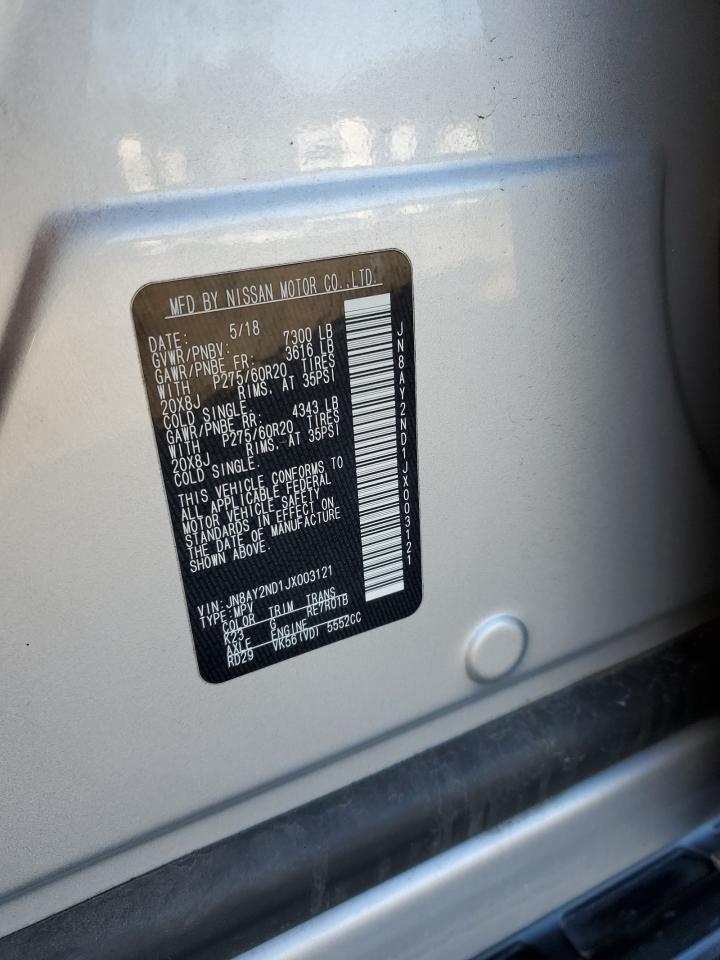 MFD BY NISSAN MOTOR CO.,LTD.
DATE: 5/18
GVWR/PNBV: 7300 LB
GAWR/PNBE FR: 3616 LB
WITH P275/60R20 TIRES
20X8J RIMS, AT 35PSI
COLD SINGLE.
GAWR/PNBE RR: 4343 LB
WITH P275/60R20 TIRES
20X8J RIMS, AT 35PSI
COLD SINGLE.
THIS VEHICLE CONFORMS TO
ALL APPLICABLE FEDERAL
MOTOR VEHICLE SAFETY
STANDARDS IN EFFECT ON
THE DATE OF MANUFACTURE
SHOWN ABOVE.
VIN:JN8AY2ND1JX003121
TYPE:MPV
COLOR TRIM TRANS
K23 G RE7R01B
AXLE ENGINE
RD29 VK56(VD) 5552CC
JN8AY2ND1JX003121